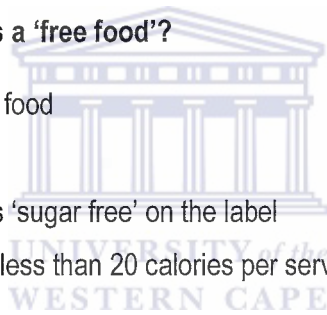 s a ‘free food’?
food
s ‘sugar free’ on the label
UNIVERSITY of the
less than 20 calories per serv
WESTERN CAPE